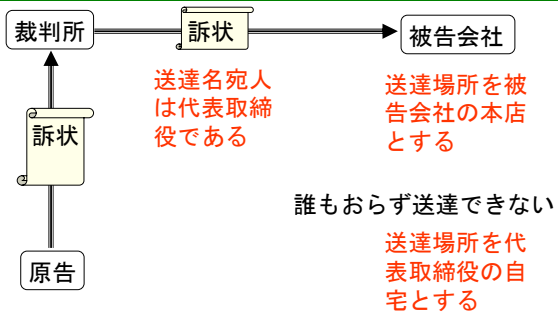 裁判所
訴状
被告会社
送達名宛人
は代表取締
役である
送達場所を被
告会社の本店
とする
訴状
誰もおらず送達できない
送達場所を代
表取締役の自
宅とする
原告